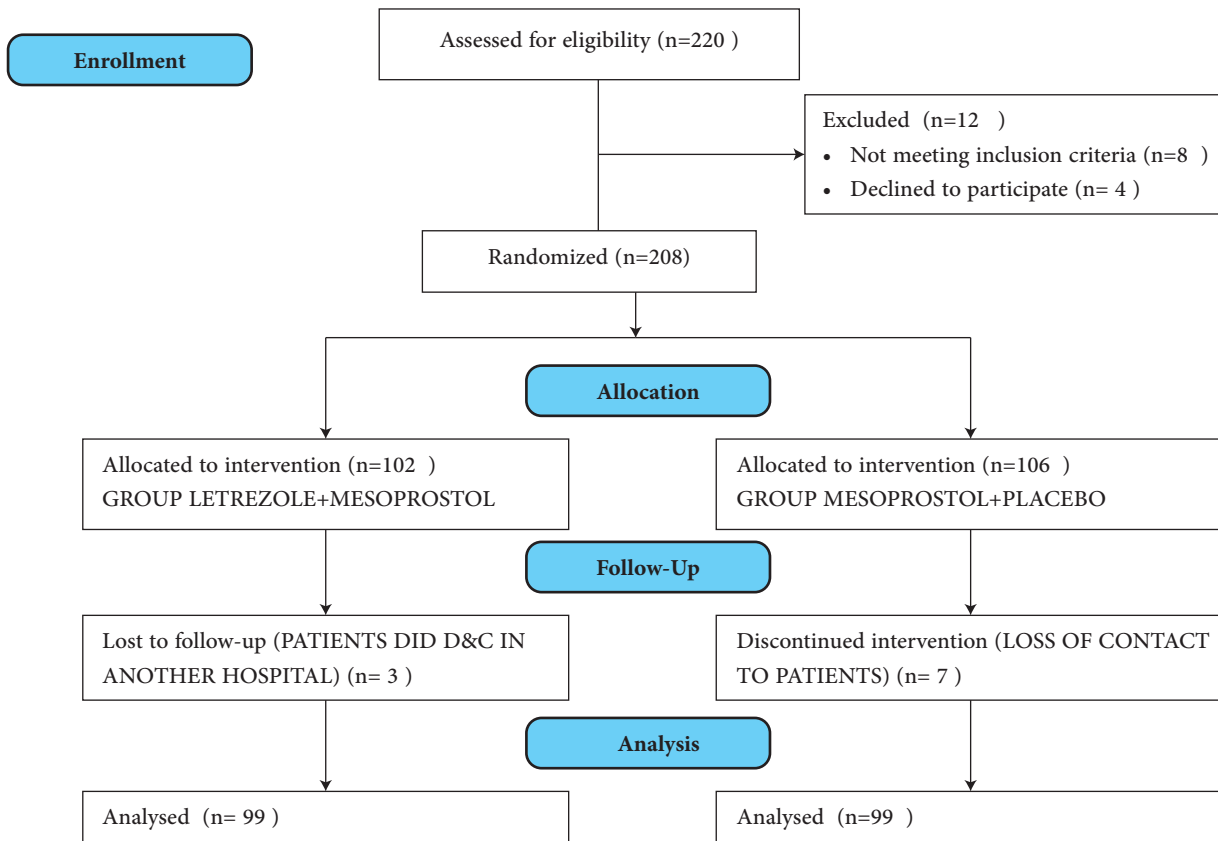 Enrollment
Assessed for eligibility (n=220 )
Excluded (n=12 )
• Not meeting inclusion criteria (n=8 )
• Declined to participate (n= 4 )
Randomized (n=208)
Allocation
Allocated to intervention (n=102 )
GROUP LETREZOLE+MESOPROSTOL
Allocated to intervention (n=106 )
GROUP MESOPROSTOL+PLACEBO
Follow-Up
Lost to follow-up (PATIENTS DID D&C IN
ANOTHER HOSPITAL) (n= 3 )
Discontinued intervention (LOSS OF CONTACT
TO PATIENTS) (n= 7 )
Analysis
Analysed (n= 99 )
Analysed (n=99 )